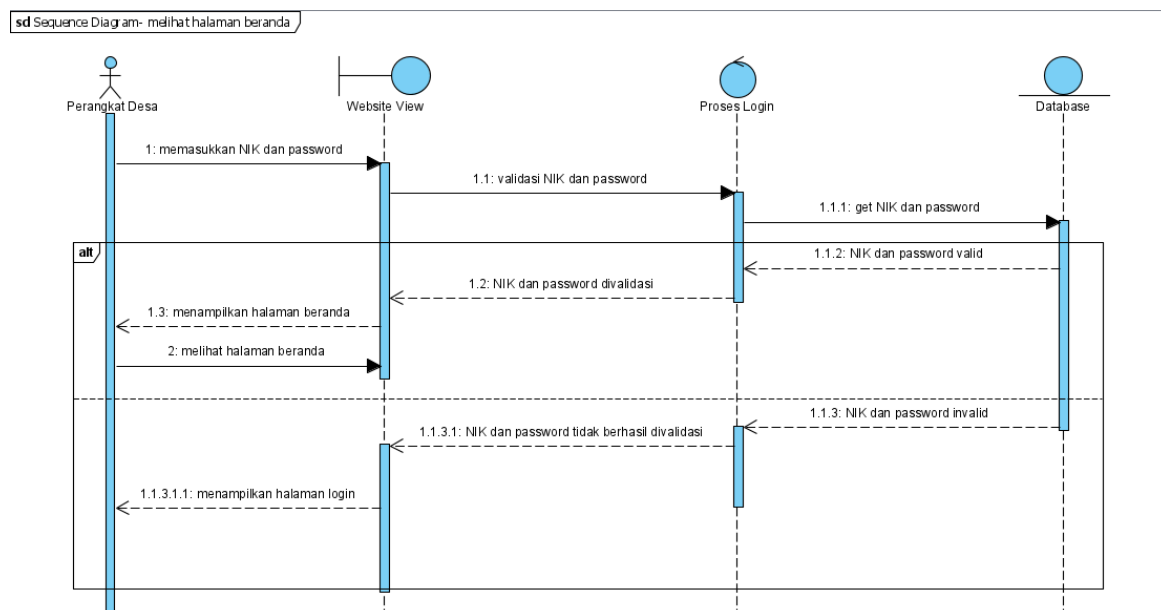 sd Sequence Diagram- melihat halaman beranda
Perangkat Desa
Website View
Proses Login
Database
1: memasukkan NIK dan password
1.1: validasi NIK dan password
1.1.1: get NIK dan password
alt
1.1.2: NIK dan password valid
1.2: NIK dan password divalidasi
1.3: menampilkan halaman beranda
2: melihat halaman beranda
1.1.3: NIK dan password invalid
1.1.3.1: NIK dan password tidak berhasil divalidasi
1.1.3.1.1: menampilkan halaman login